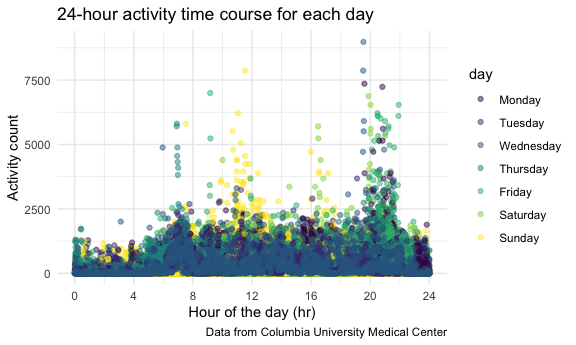 24-hour activity time course for each day
Activity count
7500
5000
2500
0
0
4
8
12
16
20
24
Hour of the day (hr)
Data from Columbia University Medical Center
day
Monday
Tuesday
Wednesday
Thursday
Friday
Saturday
Sunday